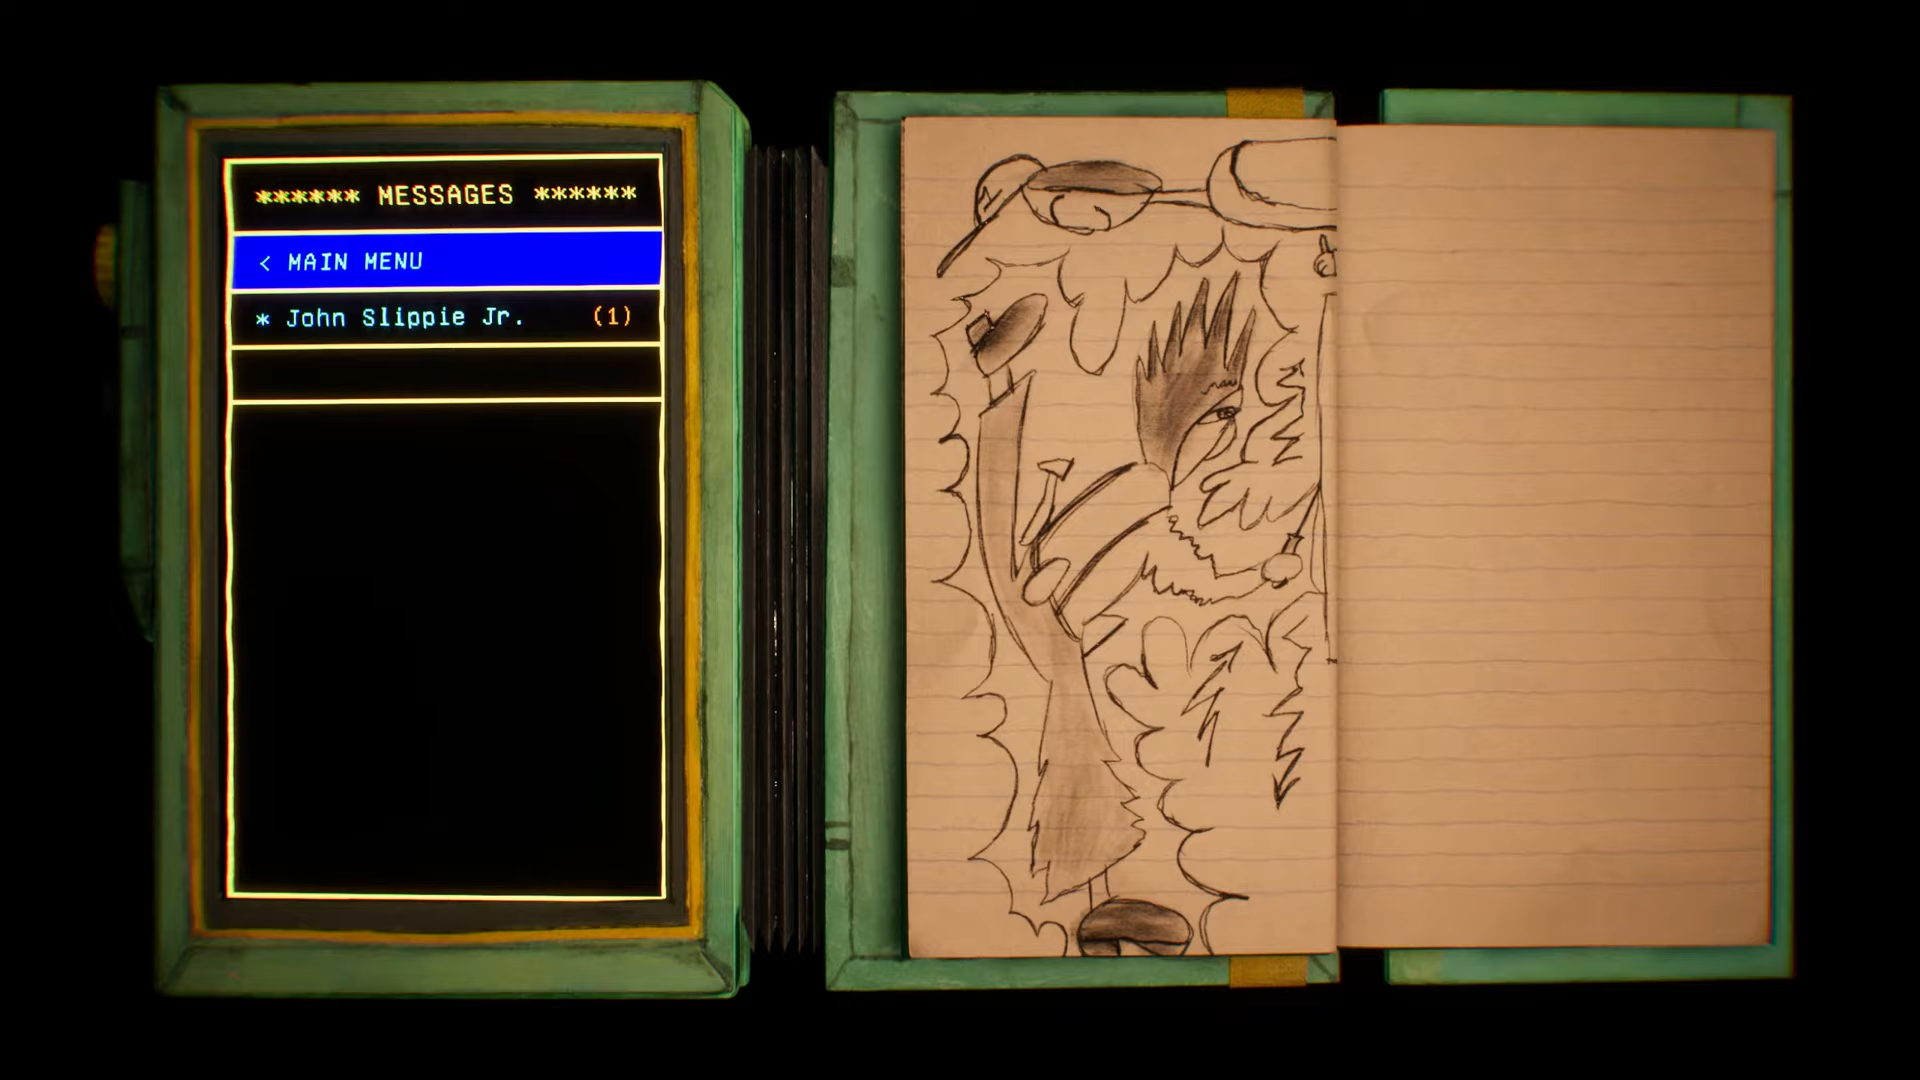 ****** MESSAGES ******
< MAIN MENU
* John Slippie Jr. (1)